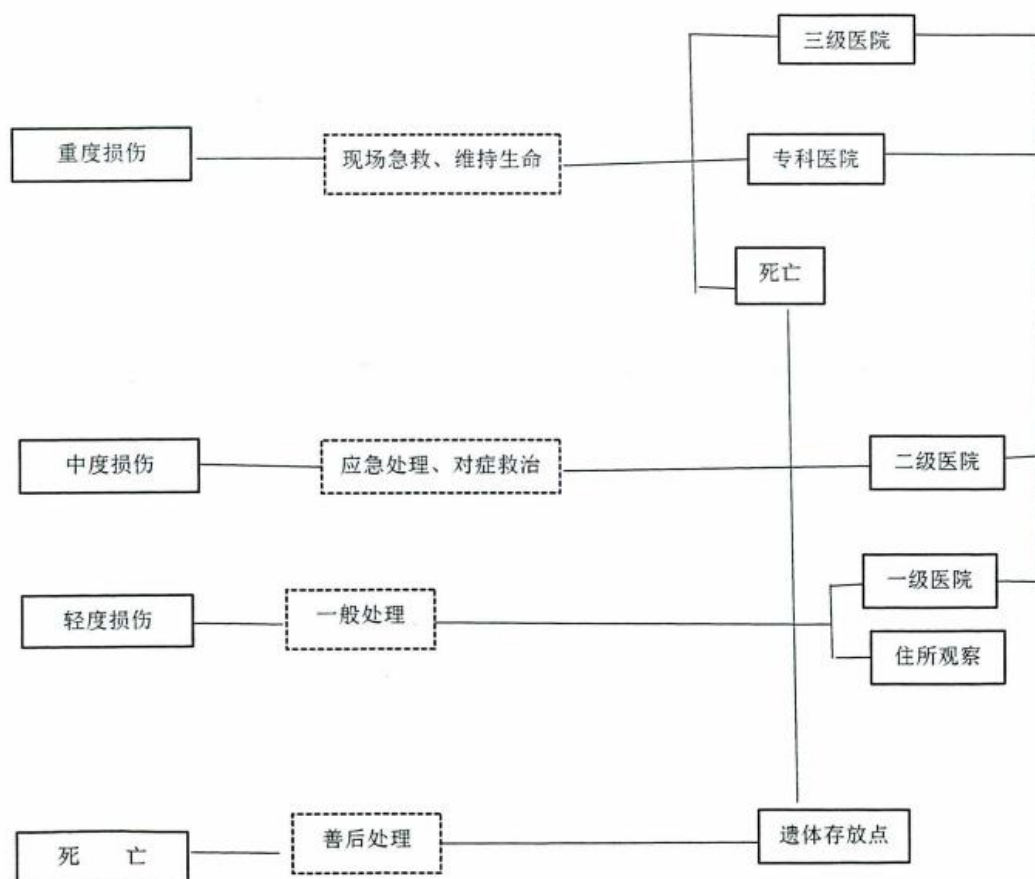 三级医院
重度损伤
现场急救、维持生命
专科医院
死亡
中度损伤
应急处理、对症救治
二级医院
一级医院
轻度损伤
一般处理
住所观察
死 亡
善后处理
遗体存放点